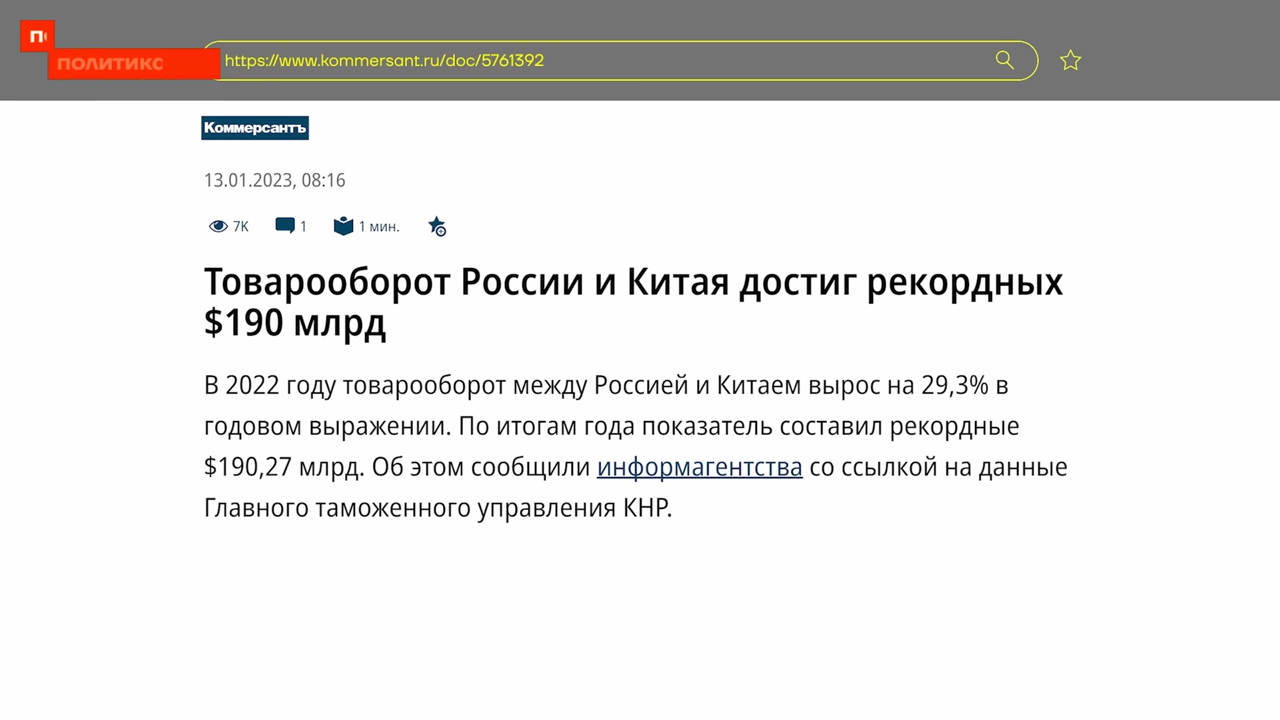 ПО
ПОЛИТИКС
https://www.kommersant.ru/doc/5761392
Коммерсантъ
13.01.2023, 08:16
7K 1 1 мин.
Товарооборот России и Китая достиг рекордных
$190 млрд
В 2022 году товарооборот между Россией и Китаем вырос на 29,3% в
годовом выражении. По итогам года показатель составил рекордные
$190,27 млрд. Об этом сообщили информагентства со ссылкой на данные
Главного таможенного управления КНР.